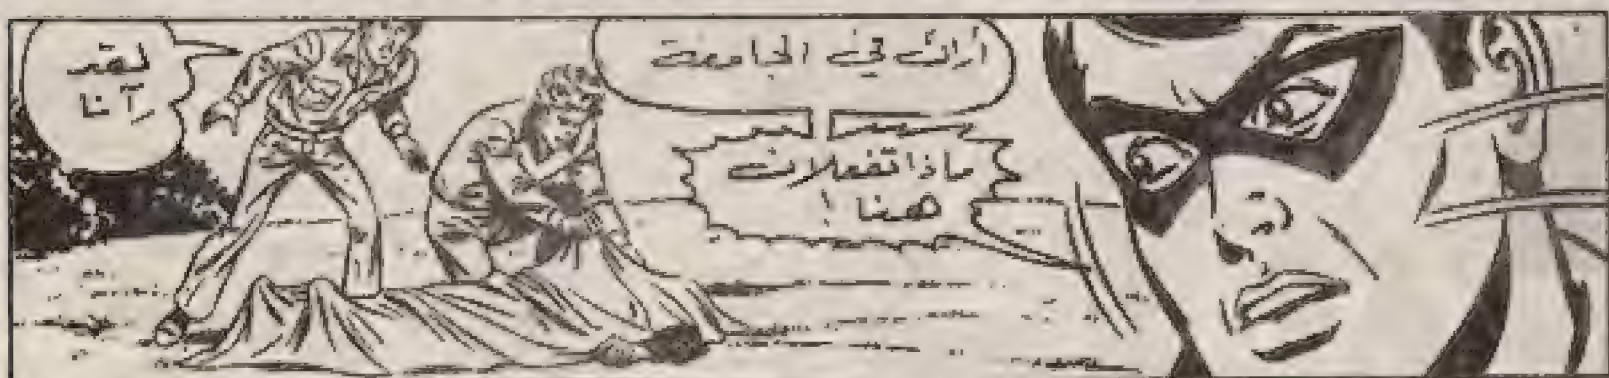 أراك في الجامعة
ماذا تفعلان
هنا !
لقد
رآنا